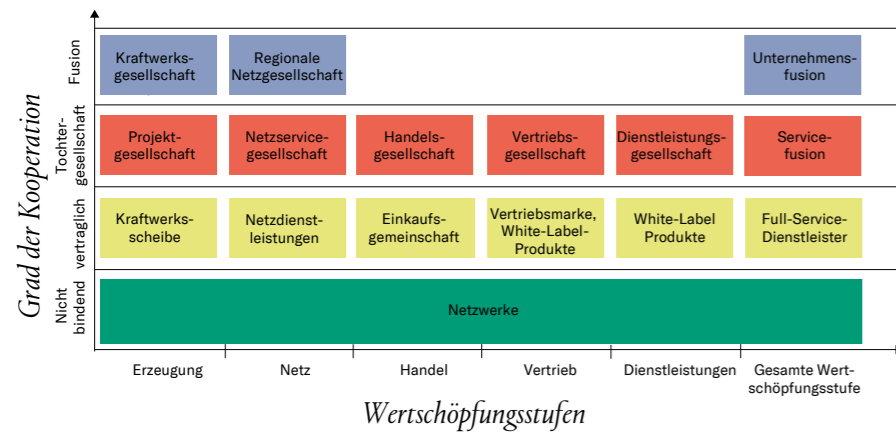 Grad der Kooperation
Fusion
Kraftwerks-
gesellschaft
Regionale
Netzgesellschaft
Unternehmens-
fusion
Tochter-
gesellschaft
Projekt-
gesellschaft
Netzservice-
gesellschaft
Handels-
gesellschaft
Vertriebs-
gesellschaft
Dienstleistungs-
gesellschaft
Service-
fusion
vertraglich
Kraftwerks-
scheibe
Netzdienst-
leistungen
Einkaufs-
gemeinschaft
Vertriebsmarke,
White-Label-
Produkte
White-Label
Produkte
Full-Service-
Dienstleister
Nicht
bindend
Netzwerke
Erzeugung
Netz
Handel
Vertrieb
Dienstleistungen
Gesamte Wert-
schöpfungsstufe
Wertschöpfungsstufen